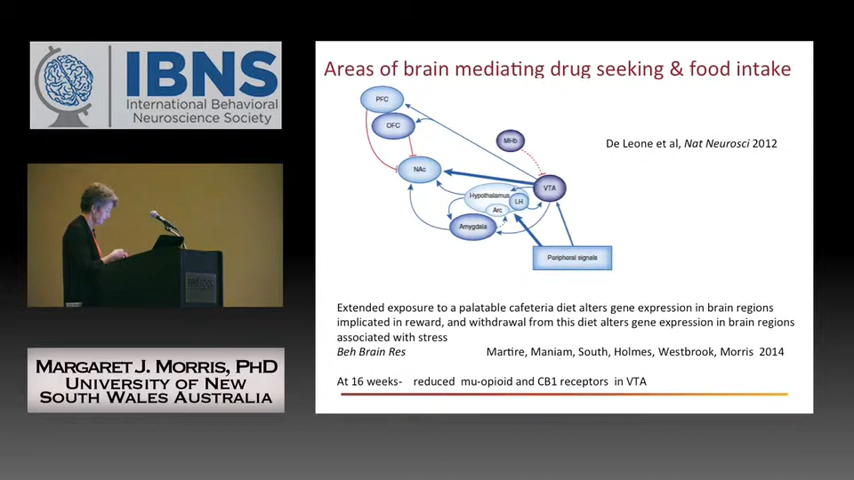 IBNS
International Behavioral
Neuroscience Society
MARGARET J. MORRIS, PHD
UNIVERSITY OF NEW
SOUTH WALES AUSTRALIA
Areas of brain mediating drug seeking & food intake
PFC
OFC
MHb
De Leone et al, Nat Neurosci 2012
NAc
VTA
Hypothalamus
LH
Arc
Amygdala
Peripheral signals
Extended exposure to a palatable cafeteria diet alters gene expression in brain regions
implicated in reward, and withdrawal from this diet alters gene expression in brain regions
associated with stress
Beh Brain Res Martire, Maniam, South, Holmes, Westbrook, Morris 2014
At 16 weeks- reduced mu-opioid and CB1 receptors in VTA